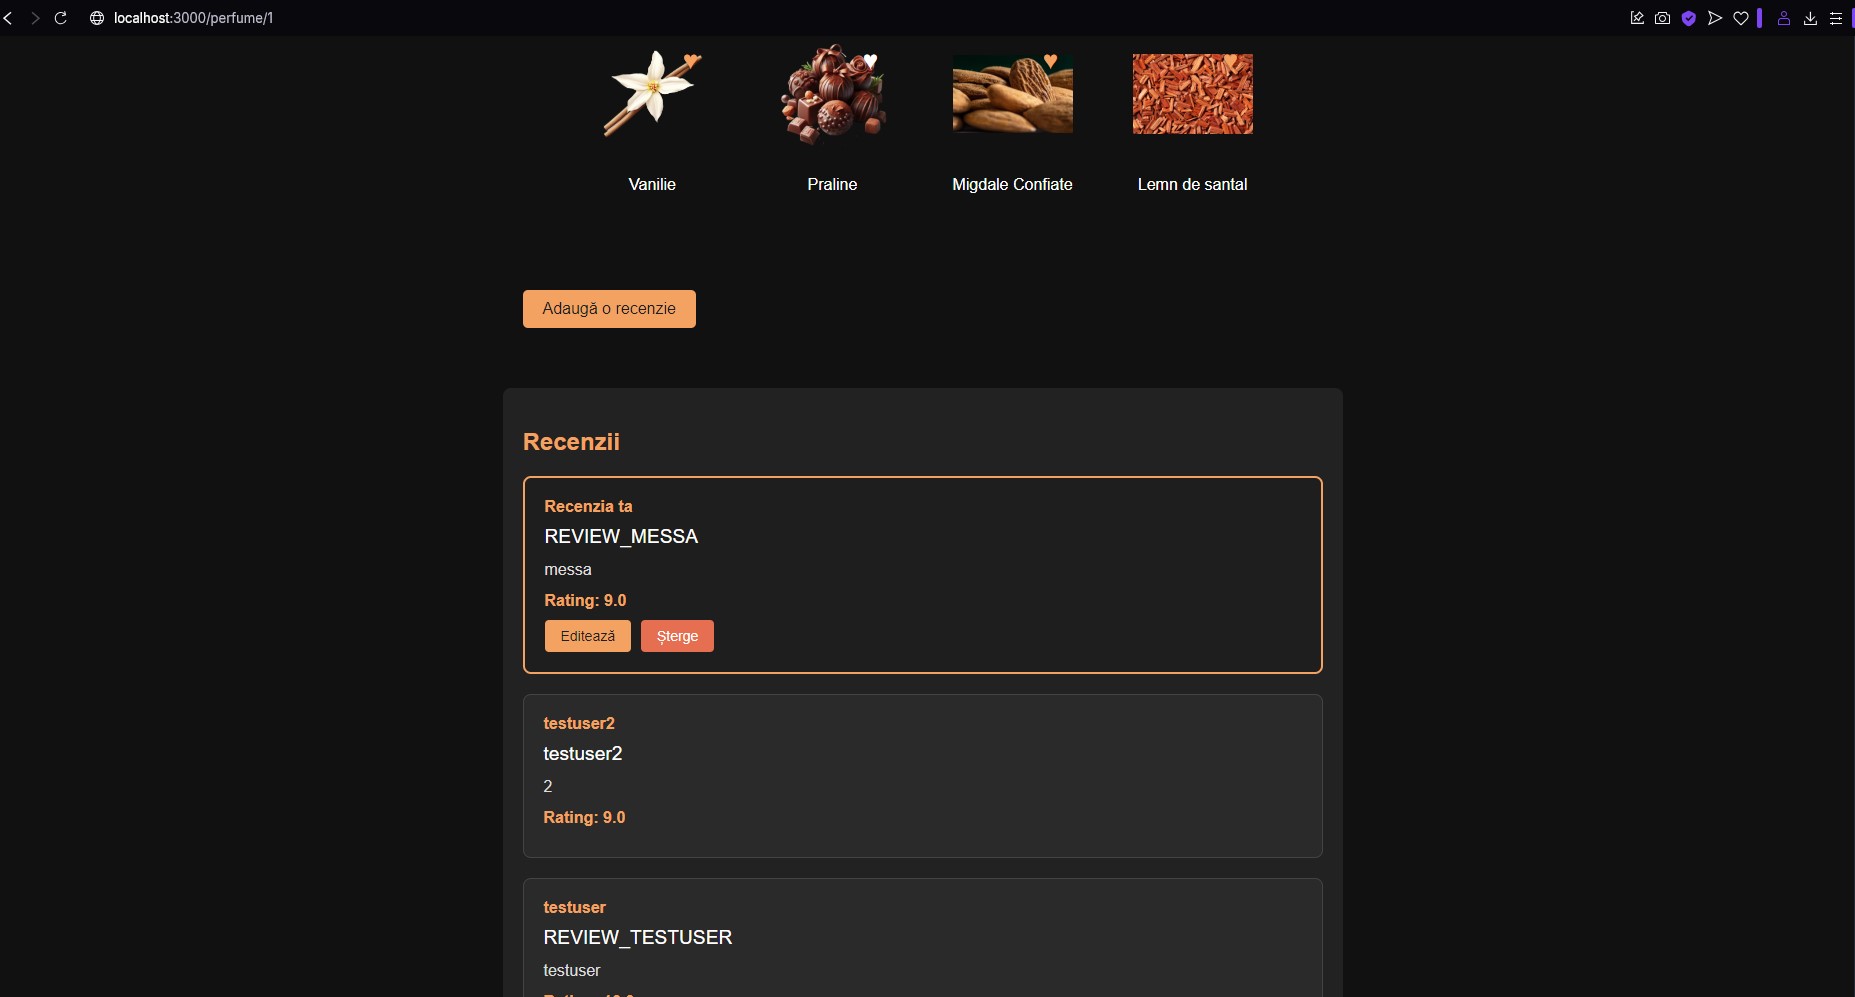 localhost:3000/perfume/1
Vanilie Praline Migdale Confiate Lemn de santal
Adaugă o recenzie
Recenzii
Recenzia ta
REVIEW_MESSA
messa
Rating: 9.0
Editează Șterge
testuser2
testuser2
2
Rating: 9.0
testuser
REVIEW_TESTUSER
testuser